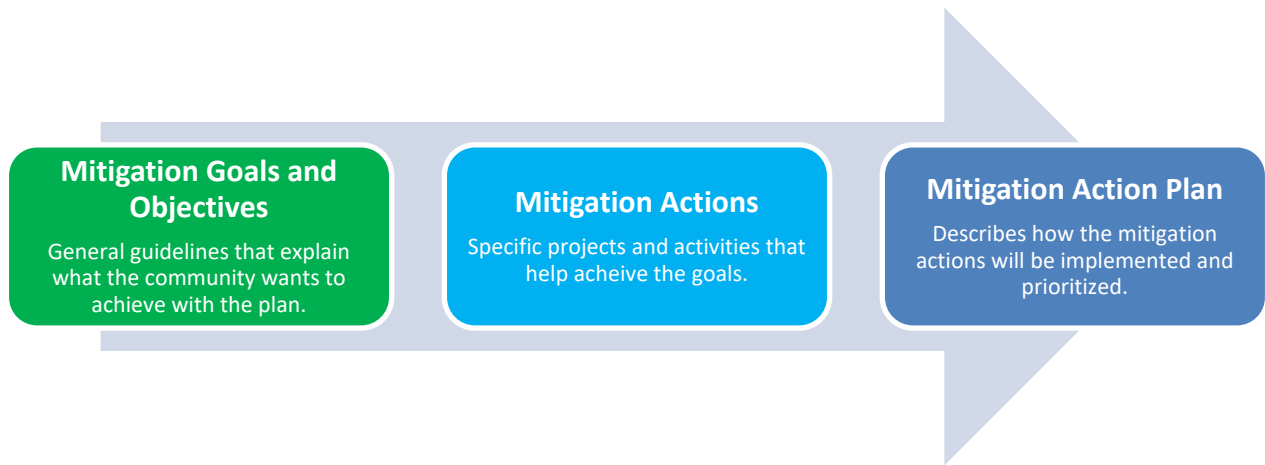 Mitigation Goals and
Objectives
General guidelines that explain
what the community wants to
achieve with the plan.
Mitigation Actions
Specific projects and activities that
help acheive the goals.
Mitigation Action Plan
Describes how the mitigation
actions will be implemented and
prioritized.